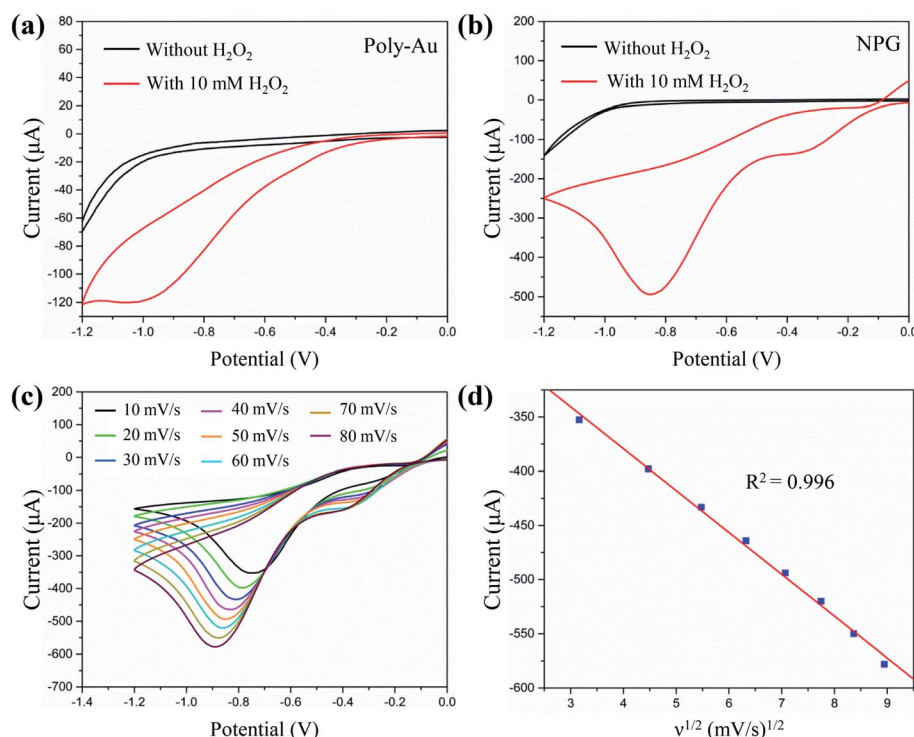 (a)
Poly-Au
Without H₂O₂
With 10 mM H₂O₂
80
60
40
20
0
-20
-40
-60
-80
-100
-120
Current (µA)
-1.2 -1.0 -0.8 -0.6 -0.4 -0.2 0.0
Potential (V)
(b)
NPG
Without H₂O₂
With 10 mM H₂O₂
200
100
0
-100
-200
-300
-400
-500
Current (µA)
-1.2 -1.0 -0.8 -0.6 -0.4 -0.2 0.0
Potential (V)
(c)
10 mV/s 40 mV/s 70 mV/s
20 mV/s 50 mV/s 80 mV/s
30 mV/s 60 mV/s
200
100
0
-100
-200
-300
-400
-500
-600
-700
Current (µA)
-1.4 -1.2 -1.0 -0.8 -0.6 -0.4 -0.2 0.0
Potential (V)
(d)
R² = 0.996
-350
-400
-450
-500
-550
-600
Current (µA)
3 4 5 6 7 8 9
ν¹/² (mV/s)¹/²